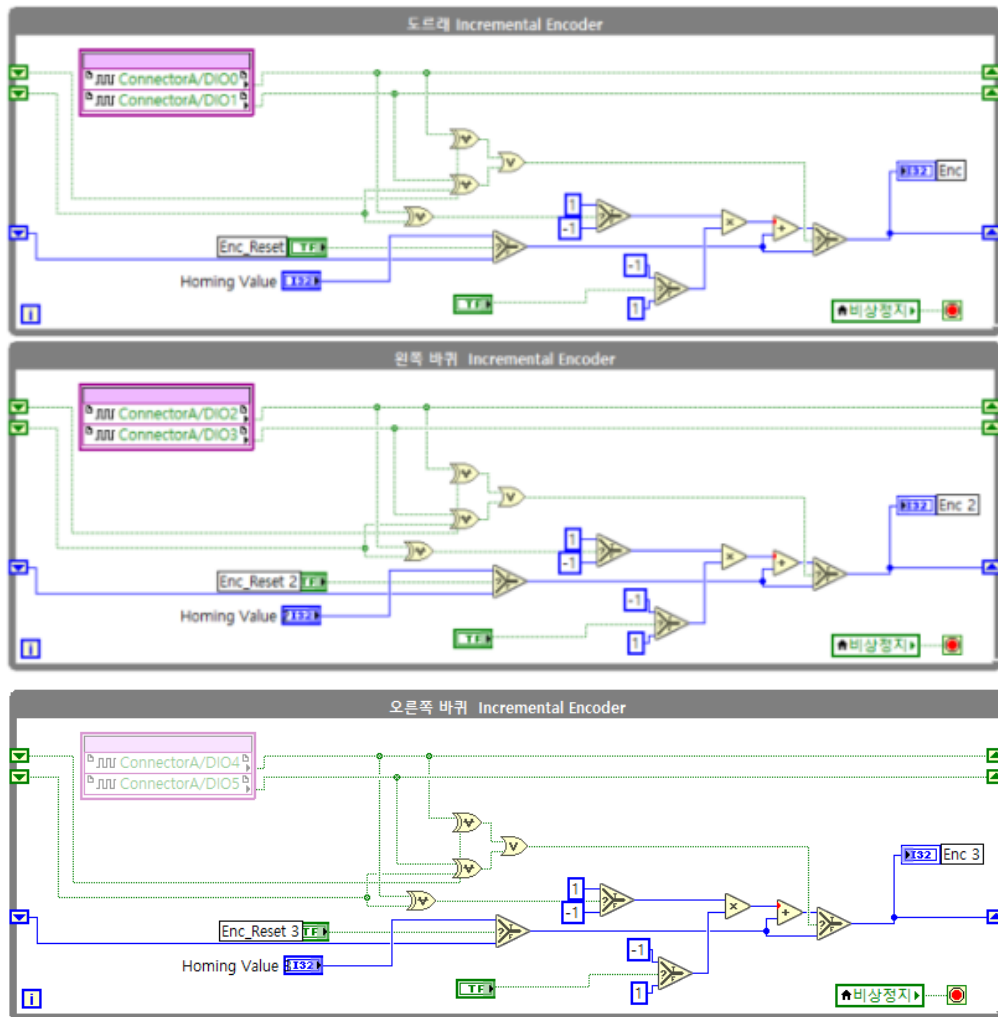 도르래 Incremental Encoder
ConnectorA/DIO0
ConnectorA/DIO1
I32 Enc
1
-1
Enc_Reset TF
Homing Value I32
-1
TF
1
비상정지
i
왼쪽 바퀴 Incremental Encoder
ConnectorA/DIO2
ConnectorA/DIO3
I32 Enc 2
1
-1
Enc_Reset 2 TF
Homing Value I32
-1
TF
1
비상정지
i
오른쪽 바퀴 Incremental Encoder
ConnectorA/DIO4
ConnectorA/DIO5
I32 Enc 3
1
-1
Enc_Reset 3 TF
Homing Value I32
-1
TF
1
비상정지
i